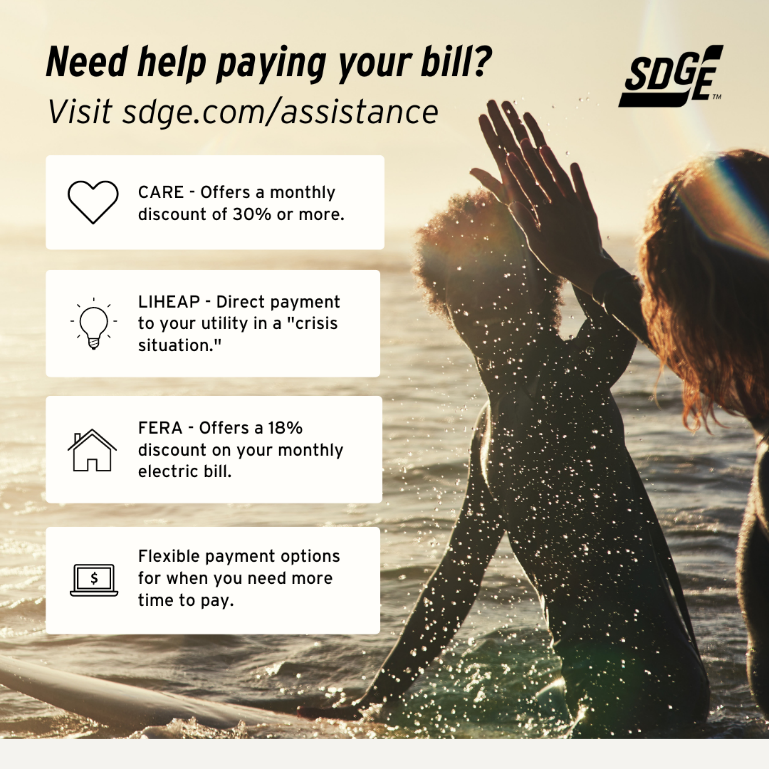 Need help paying your bill?
Visit sdge.com/assistance
SDGE™
CARE - Offers a monthly
discount of 30% or more.
LIHEAP - Direct payment
to your utility in a "crisis
situation."
FERA - Offers a 18%
discount on your monthly
electric bill.
$
Flexible payment options
for when you need more
time to pay.